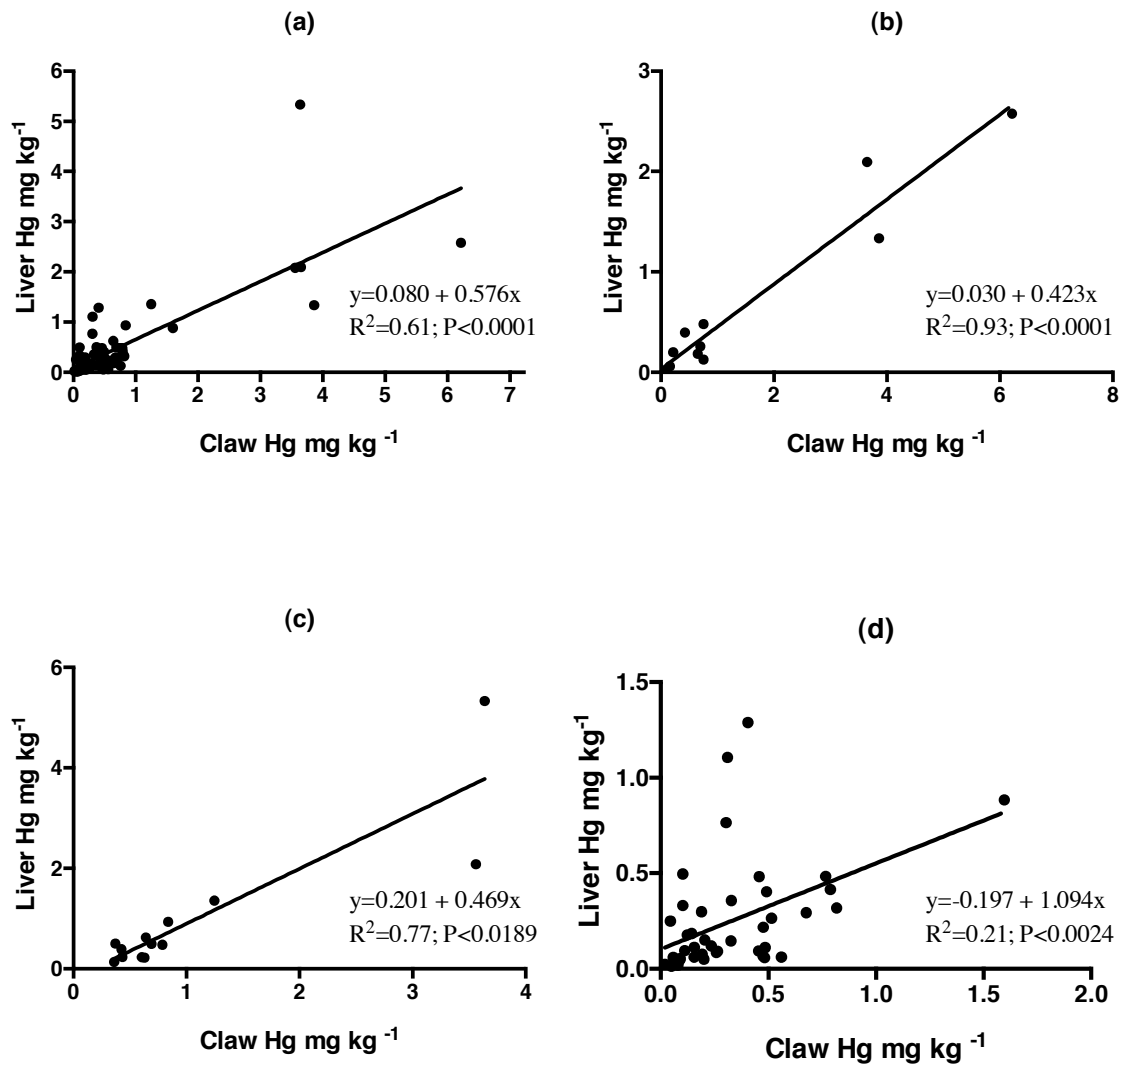 (a)
6
5
4
3
2
1
0
Liver Hg mg kg-1
y=0.080 + 0.576x
R2=0.61; P<0.0001
0 1 2 3 4 5 6 7
Claw Hg mg kg -1
(b)
3
2
1
0
Liver Hg mg kg-1
y=0.030 + 0.423x
R2=0.93; P<0.0001
0 2 4 6 8
Claw Hg mg kg -1
(c)
6
4
2
0
Liver Hg mg kg-1
y=0.201 + 0.469x
R2=0.77; P<0.0189
0 1 2 3 4
Claw Hg mg kg -1
(d)
1.5
1.0
0.5
0.0
Liver Hg mg kg-1
y=-0.197 + 1.094x
R2=0.21; P<0.0024
0.0 0.5 1.0 1.5 2.0
Claw Hg mg kg -1